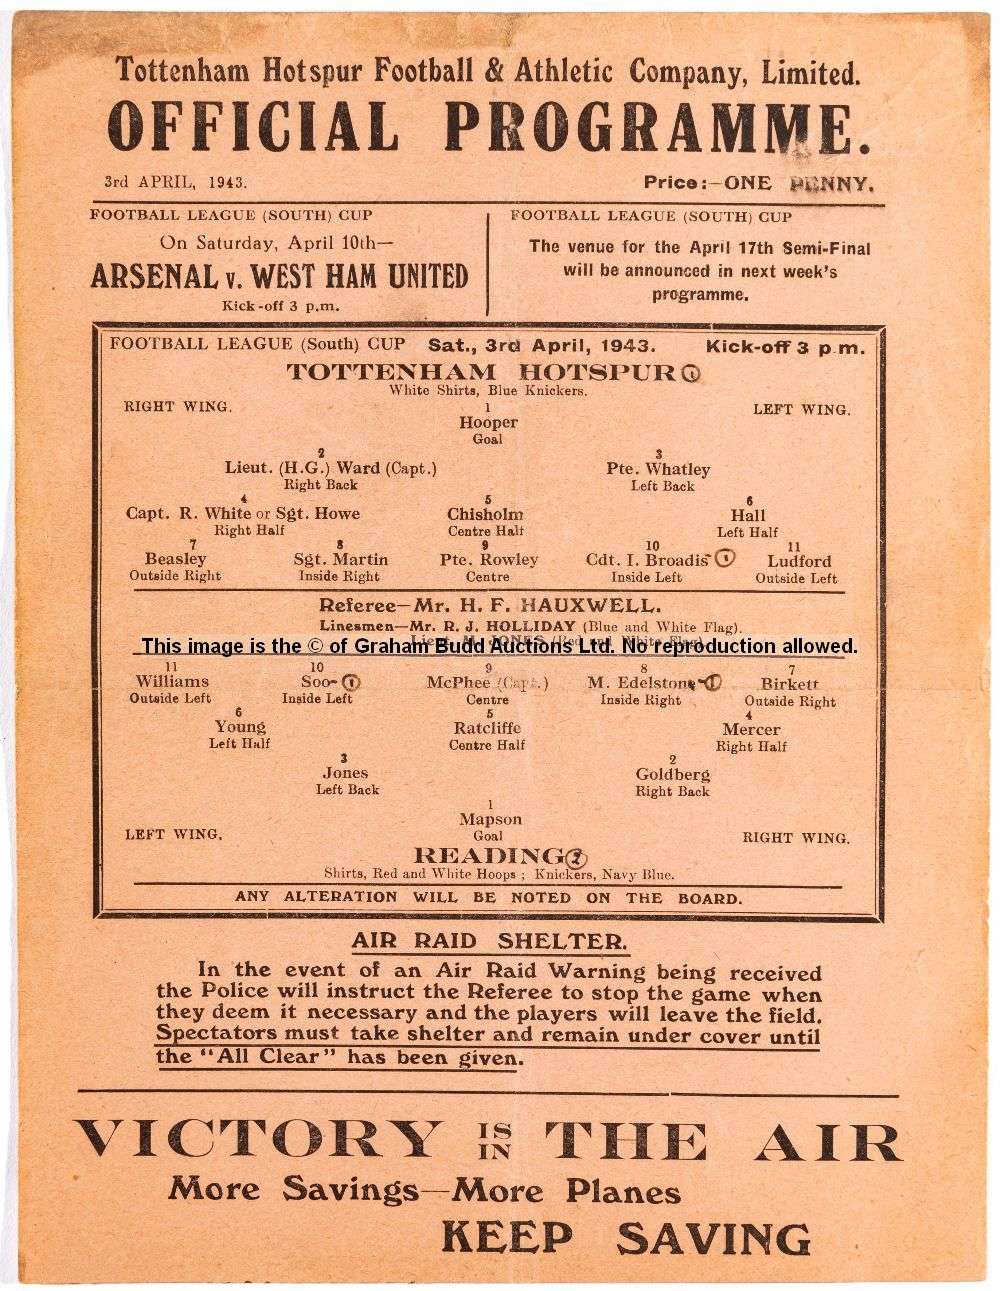 Tottenham Hotspur Football & Athletic Company, Limited.
OFFICIAL PROGRAMME.
3rd APRIL, 1943.
Price:-ONE PENNY.
FOOTBALL LEAGUE (SOUTH) CUP
On Saturday, April 10th—
ARSENAL v. WEST HAM UNITED
Kick-off 3 p.m.
FOOTBALL LEAGUE (SOUTH) CUP
The venue for the April 17th Semi-Final
will be announced in next week's
programme.
FOOTBALL LEAGUE (South) CUP Sat., 3rd April, 1943. Kick-off 3 p.m.
TOTTENHAM HOTSPUR 1
White Shirts, Blue Knickers.
RIGHT WING. LEFT WING.
1
Hooper
Goal
2 3
Lieut. (H.G.) Ward (Capt.) Pte. Whatley
Right Back Left Back
4 5 6
Capt. R. White or Sgt. Howe Chisholm Hall
Right Half Centre Half Left Half
7 8 9 10 11
Beasley Sgt. Martin Pte. Rowley Cdt. I. Broadis-1 Ludford
Outside Right Inside Right Centre Inside Left Outside Left
Referee—Mr. H. F. HAUXWELL.
Linesmen—Mr. R. J. HOLLIDAY (Blue and White Flag).
JONES (Red and White Flag)
This image is the © of Graham Budd Auctions Ltd. No reproduction allowed.
11 10 9 8 7
Williams Soo-1 McPhee (Capt.) M. Edelston-1 Birkett
Outside Left Inside Left Centre Inside Right Outside Right
6 5 4
Young Ratcliffe Mercer
Left Half Centre Half Right Half
3 2
Jones Goldberg
Left Back Right Back
1
Mapson
Goal
LEFT WING. RIGHT WING.
READING 2
Shirts, Red and White Hoops ; Knickers, Navy Blue.
ANY ALTERATION WILL BE NOTED ON THE BOARD.
AIR RAID SHELTER.
In the event of an Air Raid Warning being received
the Police will instruct the Referee to stop the game when
they deem it necessary and the players will leave the field.
Spectators must take shelter and remain under cover until
the "All Clear" has been given.
VICTORY IS IN THE AIR
More Savings—More Planes
KEEP SAVING